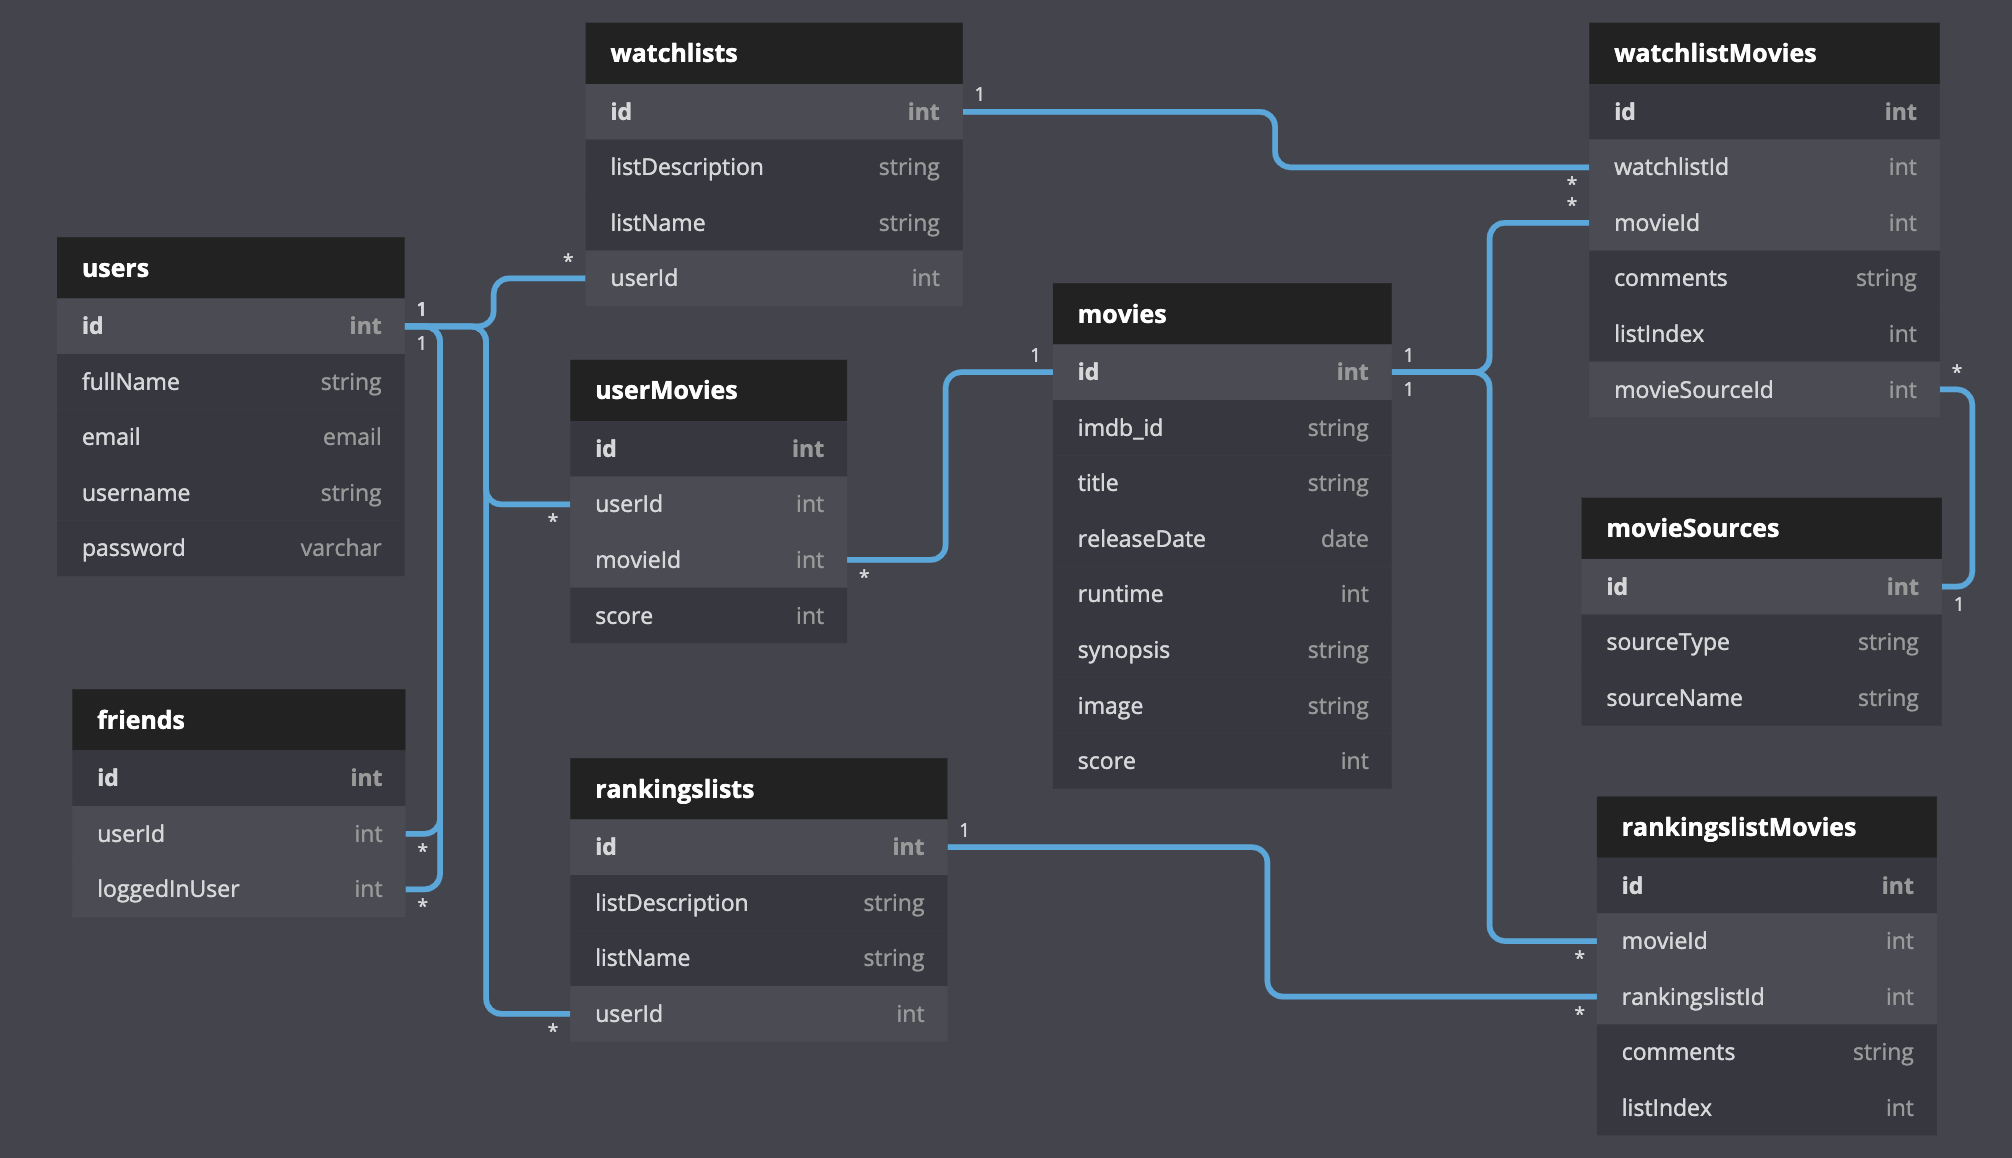 watchlists
id int
listDescription string
listName string
userId int
watchlistMovies
id int
watchlistId int
movieId int
comments string
listIndex int
movieSourceId int
users
id int
fullName string
email email
username string
password varchar
userMovies
id int
userId int
movieId int
score int
movies
id int
imdb_id string
title string
releaseDate date
runtime int
synopsis string
image string
score int
movieSources
id int
sourceType string
sourceName string
friends
id int
userId int
loggedInUser int
rankingslists
id int
listDescription string
listName string
userId int
rankingslistMovies
id int
movieId int
rankingslistId int
comments string
listIndex int
1
*
*
*
1
1
*
*
1
*
1
1
*
1
*
*
1
*
*
*